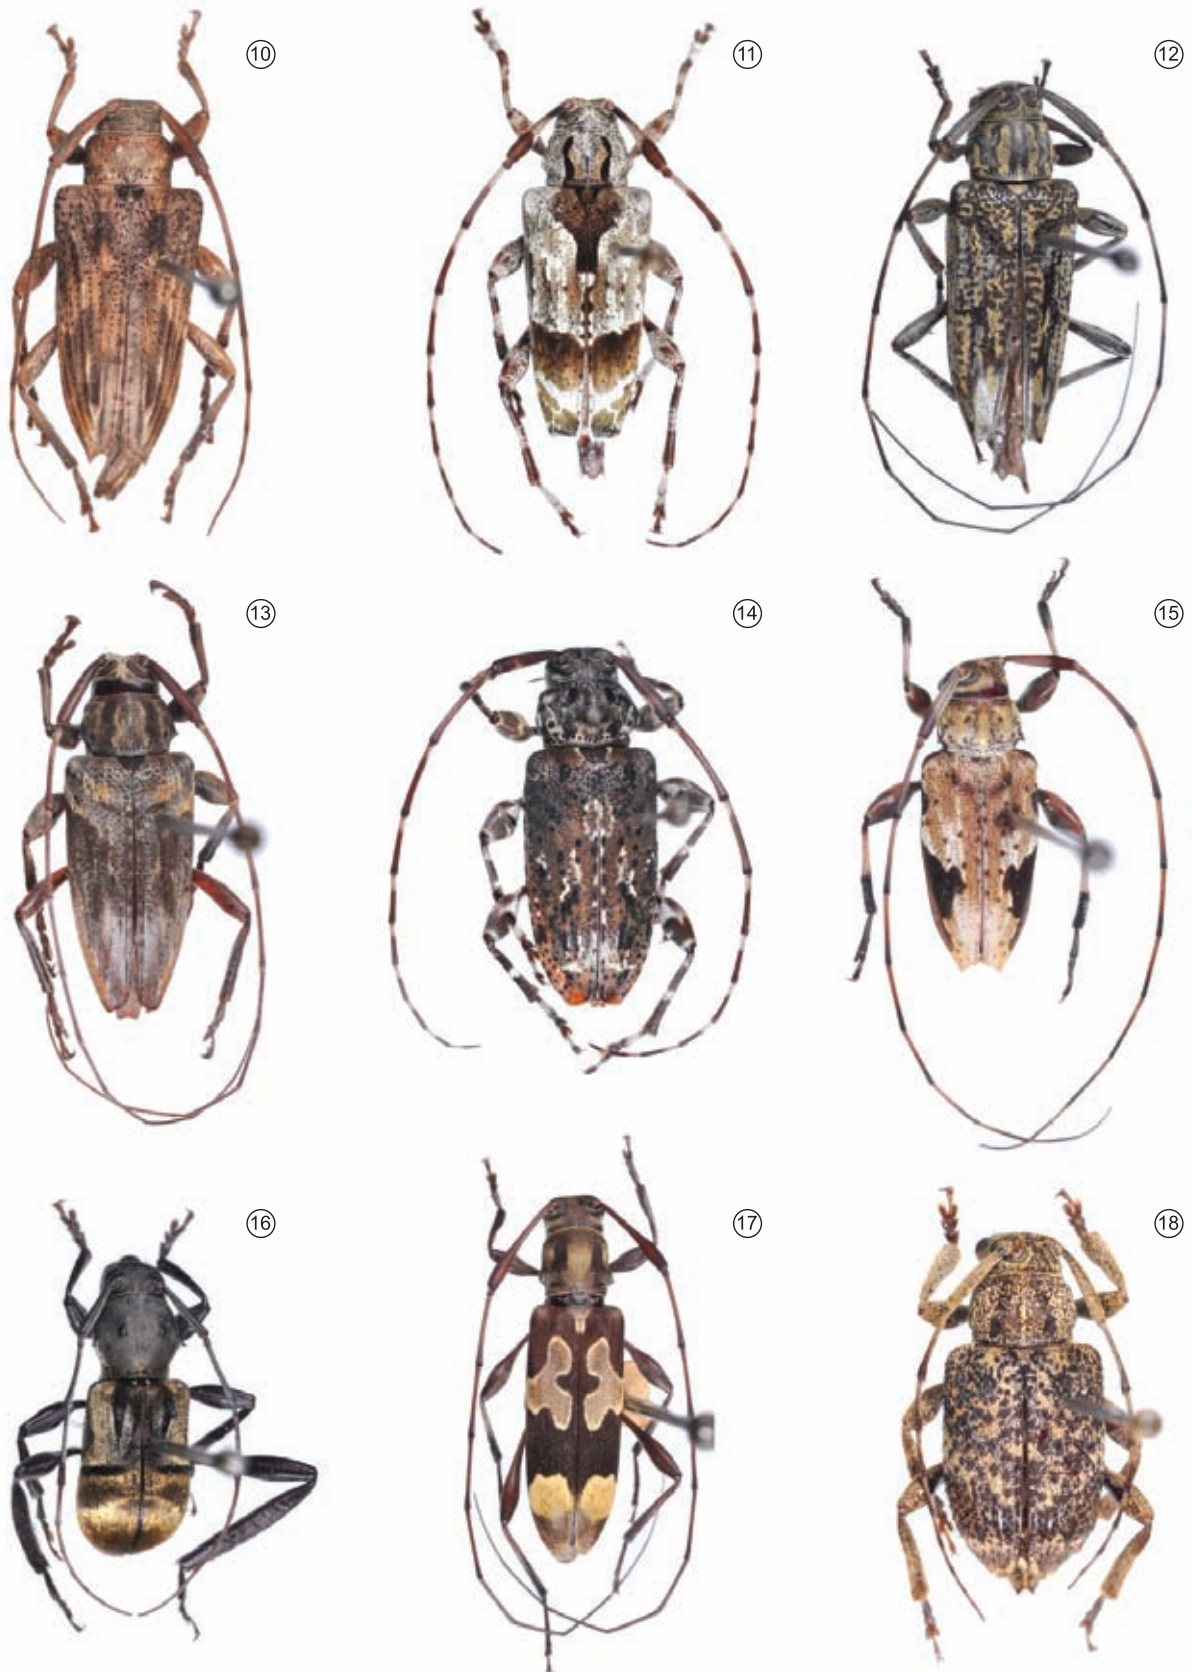 ⑩ ⑪ ⑫
⑬ ⑭ ⑮
⑯ ⑰ ⑱